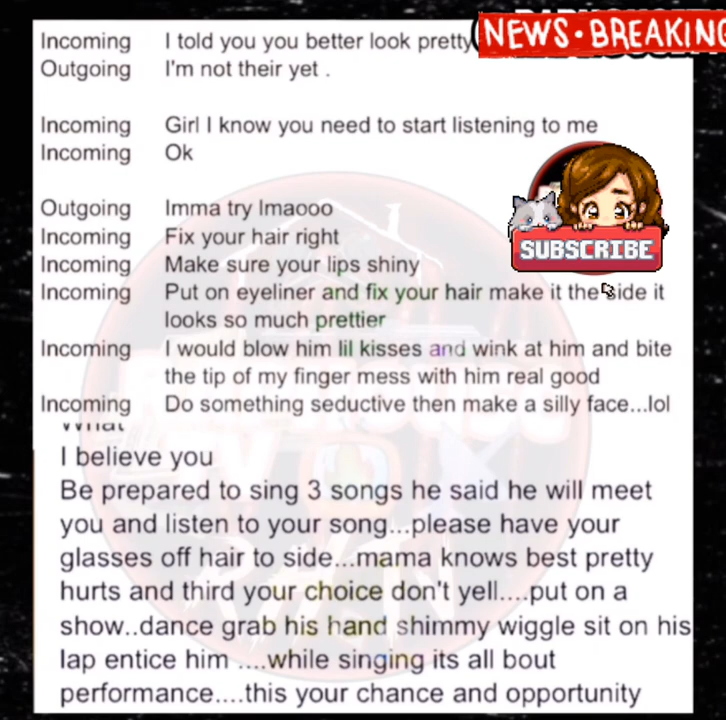 Incoming I told you you better look pretty
NEWS • BREAKING
Outgoing I'm not their yet .
Incoming Girl I know you need to start listening to me
Incoming Ok
Outgoing Imma try lmaooo
Incoming Fix your hair right
SUBSCRIBE
Incoming Make sure your lips shiny
Incoming Put on eyeliner and fix your hair make it the side it
looks so much prettier
Incoming I would blow him lil kisses and wink at him and bite
the tip of my finger mess with him real good
Incoming Do something seductive then make a silly face...lol
What
I believe you
Be prepared to sing 3 songs he said he will meet
you and listen to your song...please have your
glasses off hair to side...mama knows best pretty
hurts and third your choice don't yell....put on a
show..dance grab his hand shimmy wiggle sit on his
lap entice him ....while singing its all bout
performance....this your chance and opportunity